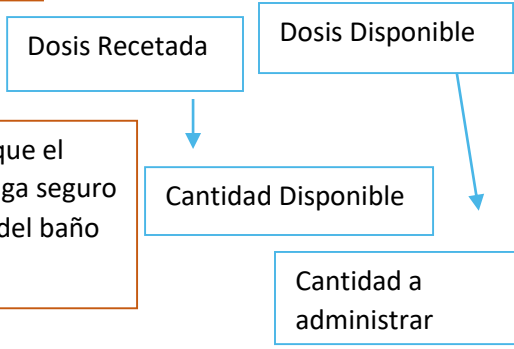 Dosis Recetada
Dosis Disponible
que el
ga seguro
del baño
Cantidad Disponible
Cantidad a
administrar